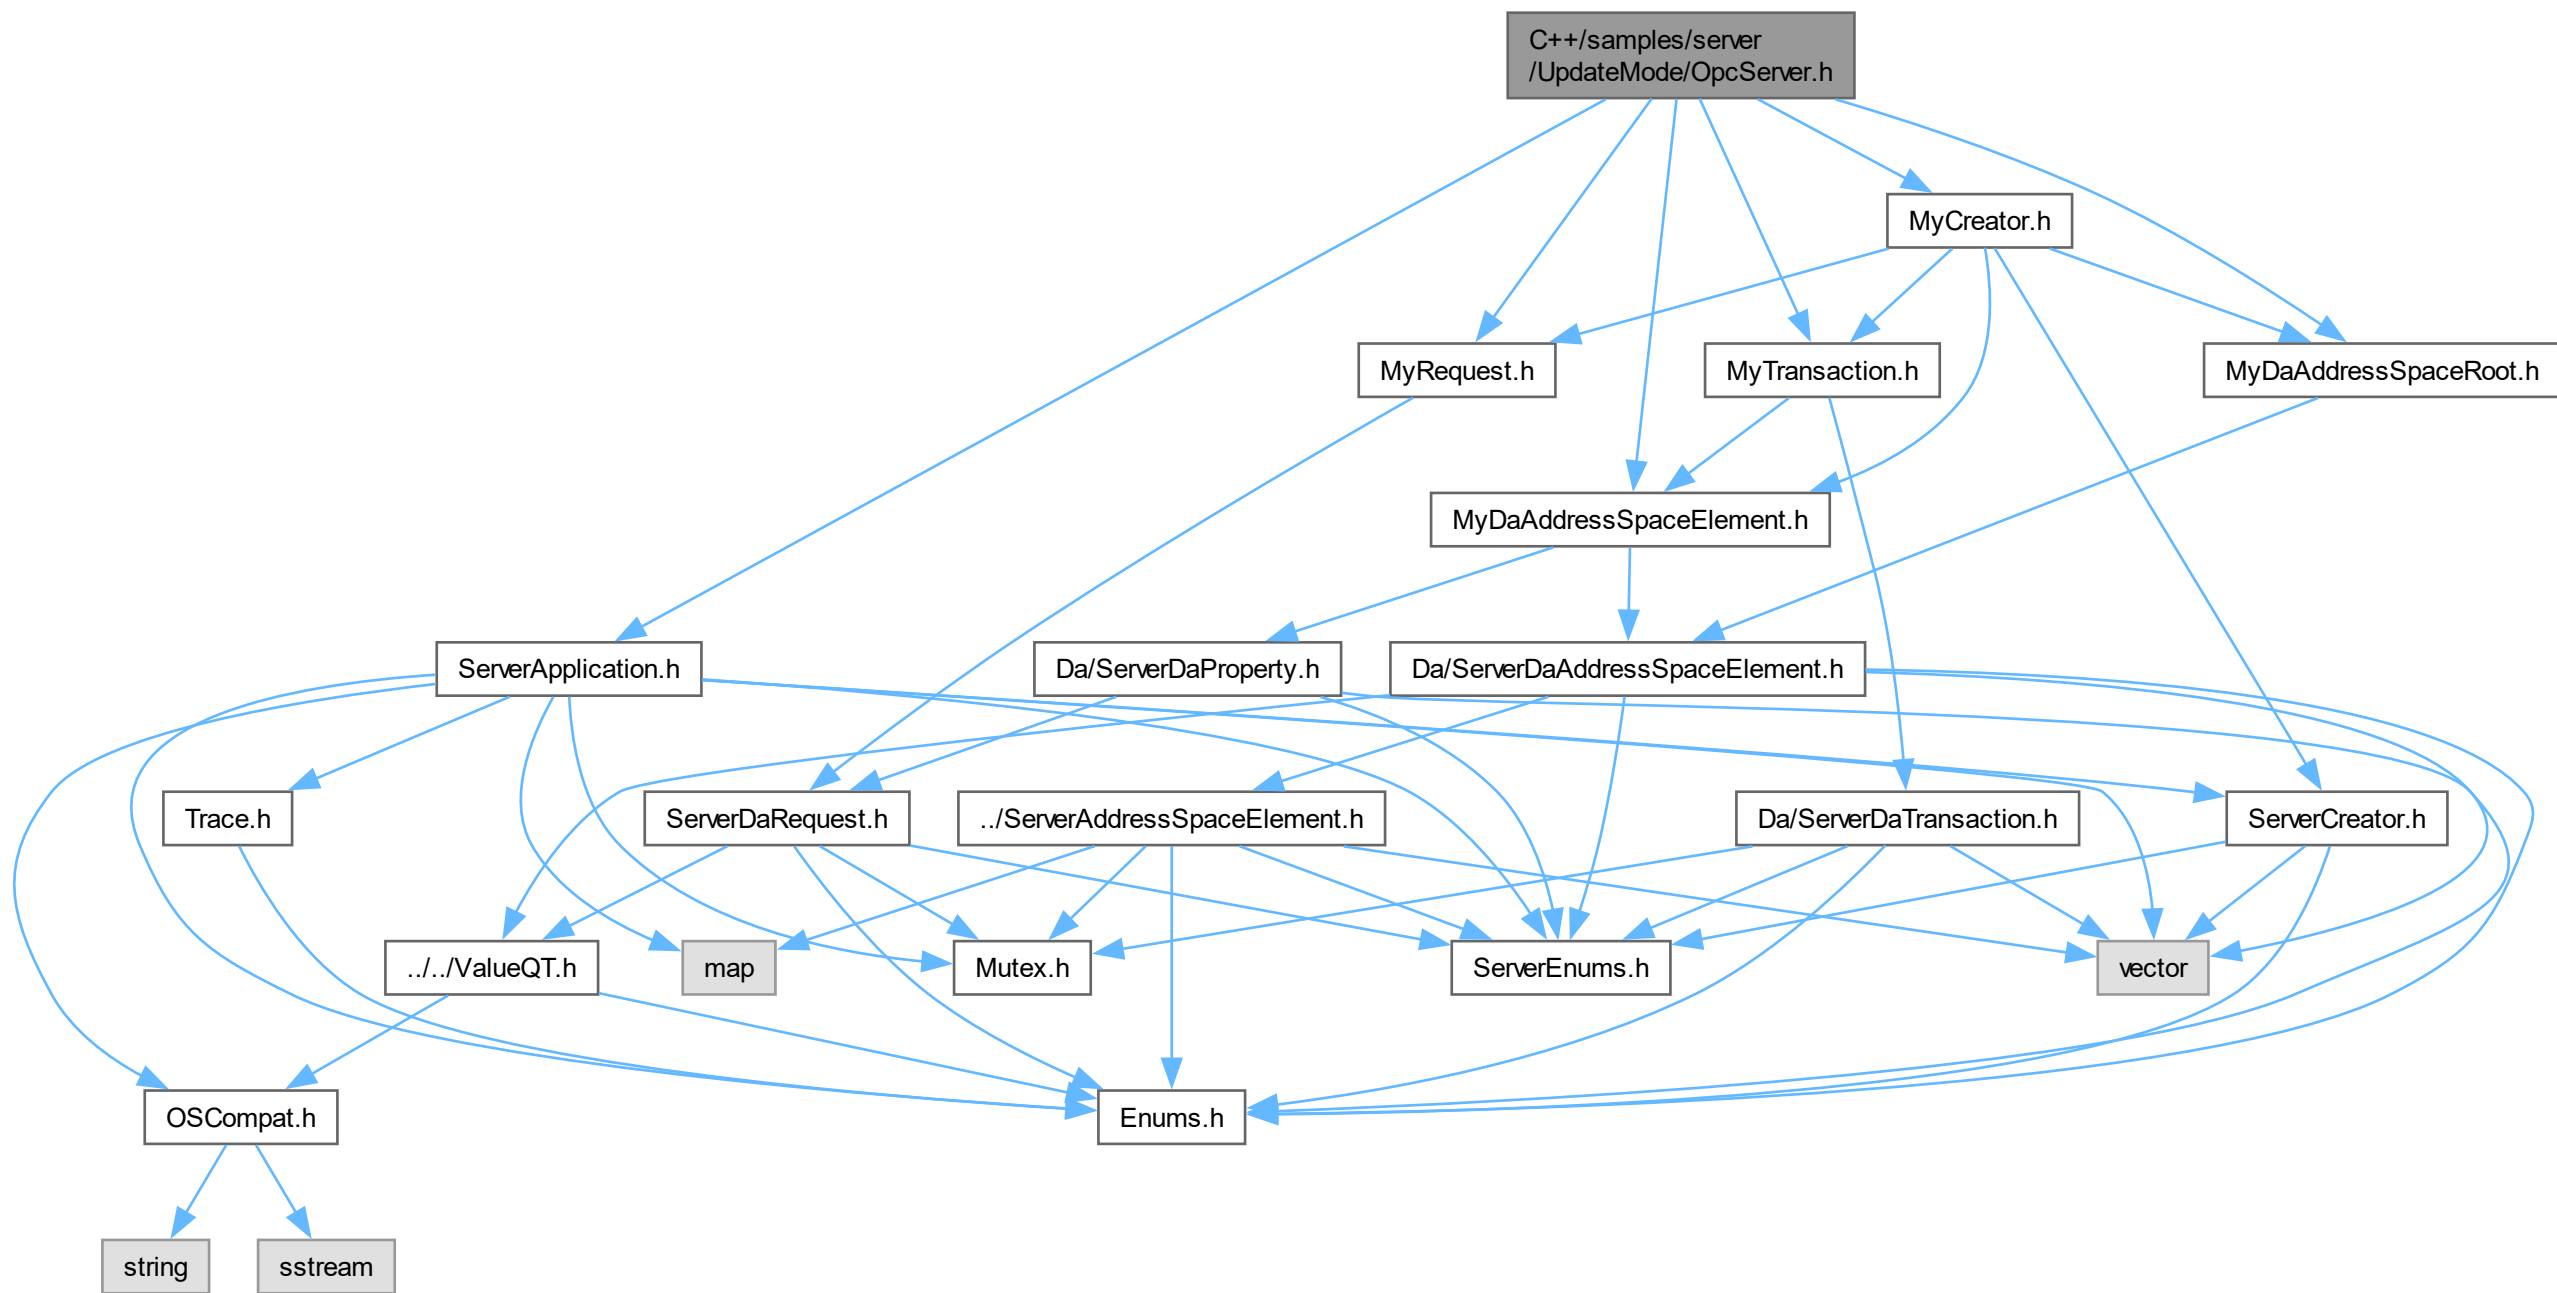 C++/samples/server
/UpdateMode/OpcServer.h
MyCreator.h
MyRequest.h
MyTransaction.h
MyDaAddressSpaceRoot.h
MyDaAddressSpaceElement.h
ServerApplication.h
Da/ServerDaProperty.h
Da/ServerDaAddressSpaceElement.h
Trace.h
ServerDaRequest.h
../ServerAddressSpaceElement.h
Da/ServerDaTransaction.h
ServerCreator.h
../../ValueQT.h
map
Mutex.h
ServerEnums.h
vector
OSCompat.h
Enums.h
string
sstream